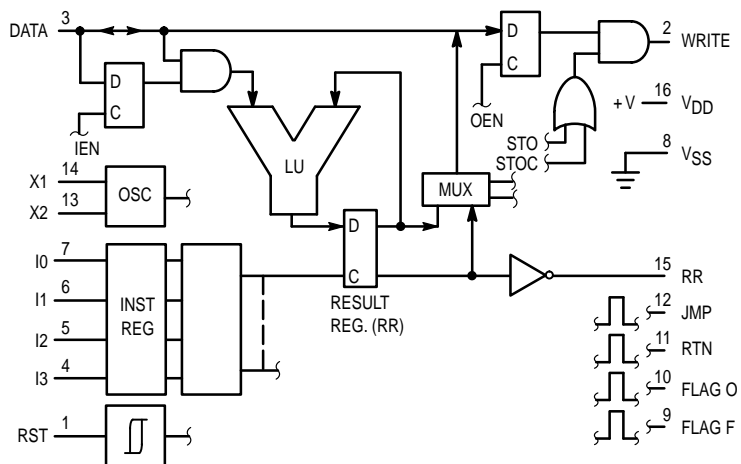 DATA 3
D
C
IEN
D
C
OEN
2 WRITE
STO
STOC
+V 16 VDD
8 VSS
LU
MUX
X1 14
X2 13
OSC
I0 7
I1 6
I2 5
I3 4
INST
REG
D
C
RESULT
REG. (RR)
15 RR
12 JMP
11 RTN
10 FLAG O
9 FLAG F
RST 1